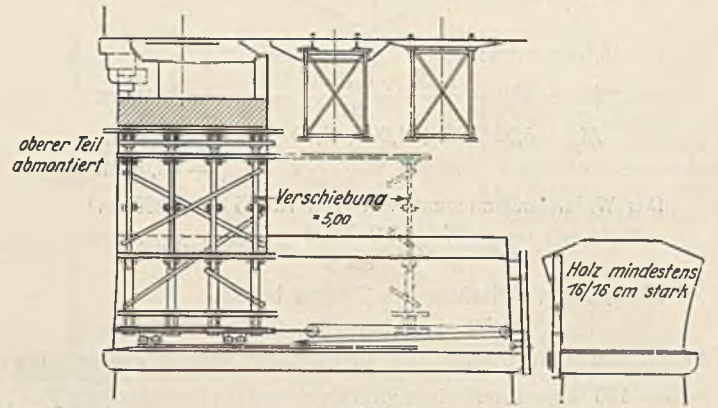 oberer Teil
abmontiert
Verschiebung
= 5,00
Holz mindestens
16/16 cm stark